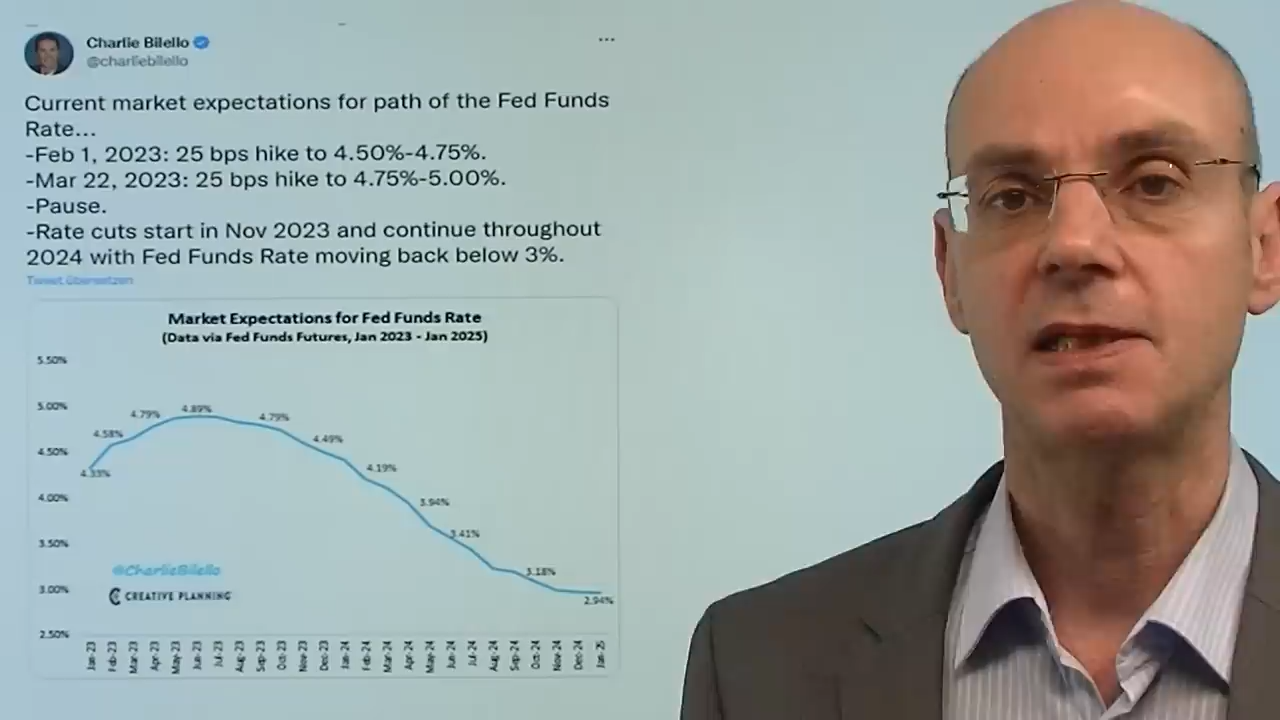 Charlie Bilello
@charliebilello
Current market expectations for path of the Fed Funds
Rate...
-Feb 1, 2023: 25 bps hike to 4.50%-4.75%.
-Mar 22, 2023: 25 bps hike to 4.75%-5.00%.
-Pause.
-Rate cuts start in Nov 2023 and continue throughout
2024 with Fed Funds Rate moving back below 3%.
Tweet übersetzen
Market Expectations for Fed Funds Rate
(Data via Fed Funds Futures, Jan 2023 - Jan 2025)
5.50%
5.00%
4.50%
4.00%
3.50%
3.00%
2.50%
4.33%
4.58%
4.79%
4.89%
4.79%
4.49%
4.19%
3.94%
3.41%
3.18%
2.94%
@CharlieBilello
CREATIVE PLANNING
Jan-23
Feb-23
Mar-23
Apr-23
May-23
Jun-23
Jul-23
Aug-23
Sep-23
Oct-23
Nov-23
Dec-23
Jan-24
Feb-24
Mar-24
Apr-24
May-24
Jun-24
Jul-24
Aug-24
Sep-24
Oct-24
Nov-24
Dec-24
Jan-25